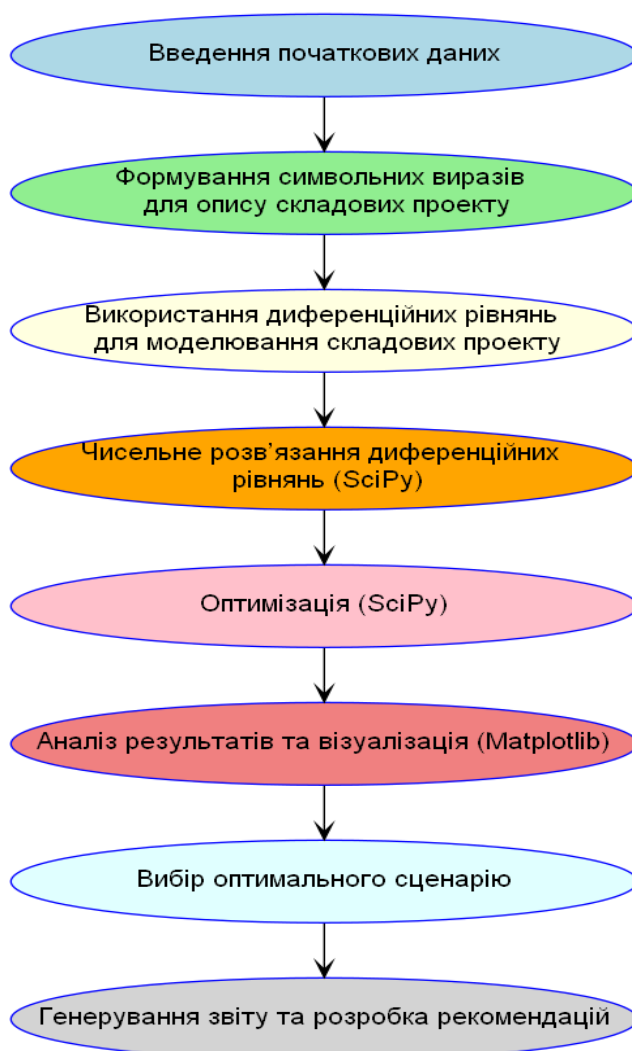 Введення початкових даних
Формування символьних виразів
для опису складових проекту
Використання диференційних рівнянь
для моделювання складових проекту
Чисельне розв'язання диференційних
рівнянь (SciPy)
Оптимізація (SciPy)
Аналіз результатів та візуалізація (Matplotlib)
Вибір оптимального сценарію
Генерування звіту та розробка рекомендацій